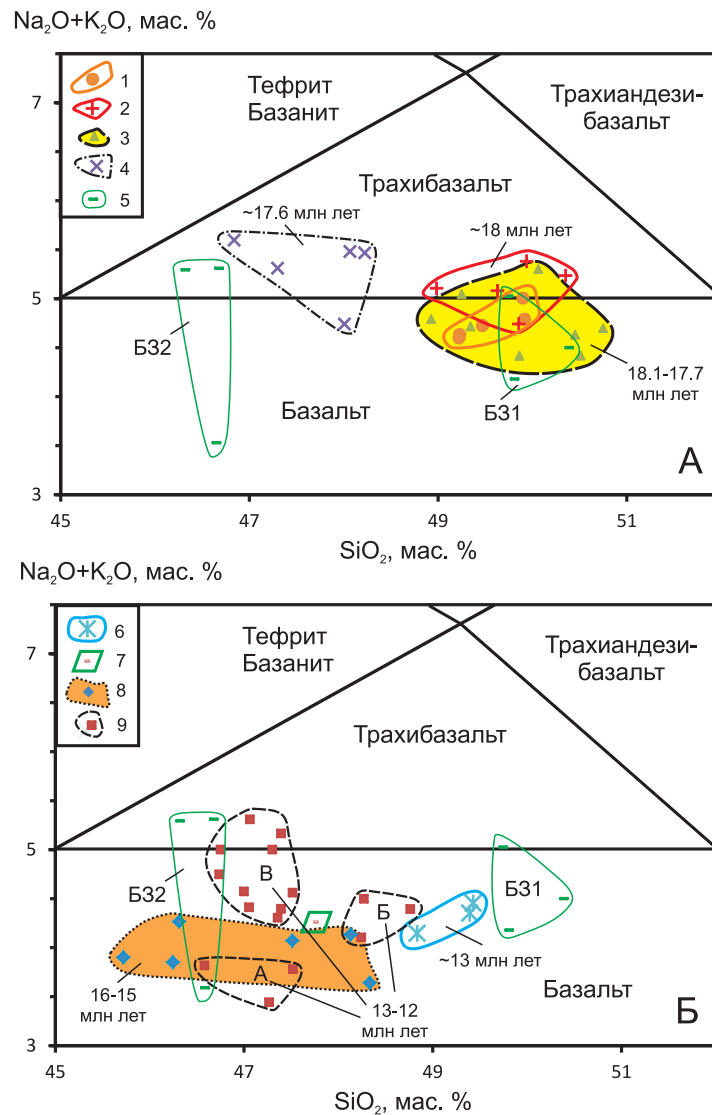 Na₂O+K₂O, мас. %
7
5
3
1
2
3
4
5
Тефрит
Базанит
Трахиандези-
базальт
Трахибазальт
~17.6 млн лет
~18 млн лет
Б32
Б31
18.1-17.7
млн лет
Базальт
А
45
47
49
51
SiO₂, мас. %
Na₂O+K₂O, мас. %
7
5
3
6
7
8
9
Тефрит
Базанит
Трахиандези-
базальт
Трахибазальт
Б32
В
Б
Б31
А
~13 млн лет
16-15
млн лет
13-12
млн лет
Базальт
Б
45
47
49
51
SiO₂, мас. %